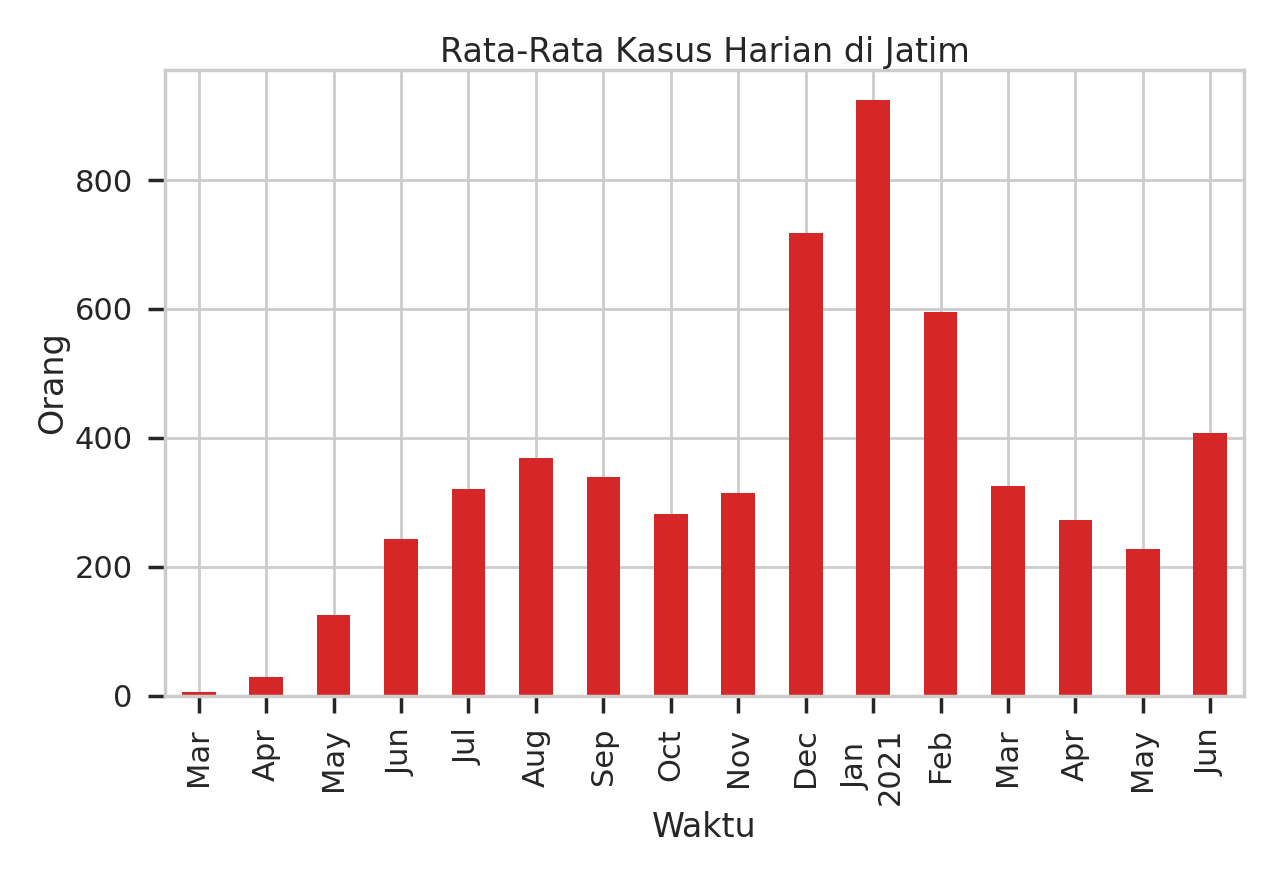 Rata-Rata Kasus Harian di Jatim
Orang
800
600
400
200
0
Mar
Apr
May
Jun
Jul
Aug
Sep
Oct
Nov
Dec
Jan
2021
Feb
Mar
Apr
May
Jun
Waktu